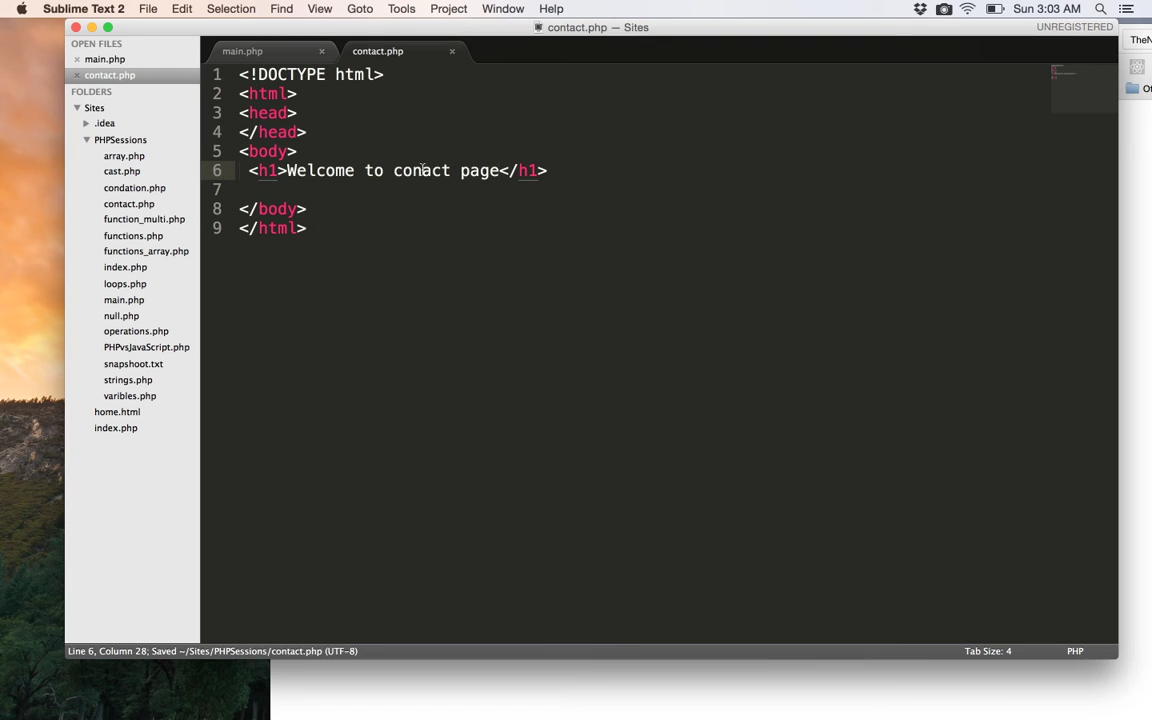 Sublime Text 2 File Edit Selection Find View Goto Tools Project Window Help Sun 3:03 AM
contact.php — Sites UNREGISTERED
OPEN FILES
main.php
contact.php
FOLDERS
Sites
.idea
PHPSessions
array.php
cast.php
condation.php
contact.php
function_multi.php
functions.php
functions_array.php
index.php
loops.php
main.php
null.php
operations.php
PHPvsJavaScript.php
snapshoot.txt
strings.php
varibles.php
home.html
index.php
main.php contact.php
1 <!DOCTYPE html>
2 <html>
3 <head>
4 </head>
5 <body>
6 <h1>Welcome to conact page</h1>
7
8 </body>
9 </html>
Line 6, Column 28; Saved ~/Sites/PHPSessions/contact.php (UTF-8) Tab Size: 4 PHP
TheN